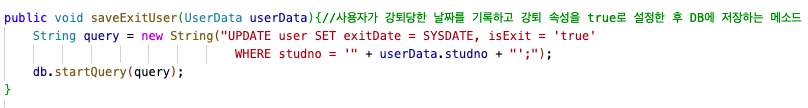 public void saveExitUser(UserData userData){//사용자가 강퇴당한 날짜를 기록하고 강퇴 속성을 true로 설정한 후 DB에 저장하는 메소드
String query = new String("UPDATE user SET exitDate = SYSDATE, isExit = 'true'
WHERE studno = '" + userData.studno + "';");
db.startQuery(query);
}